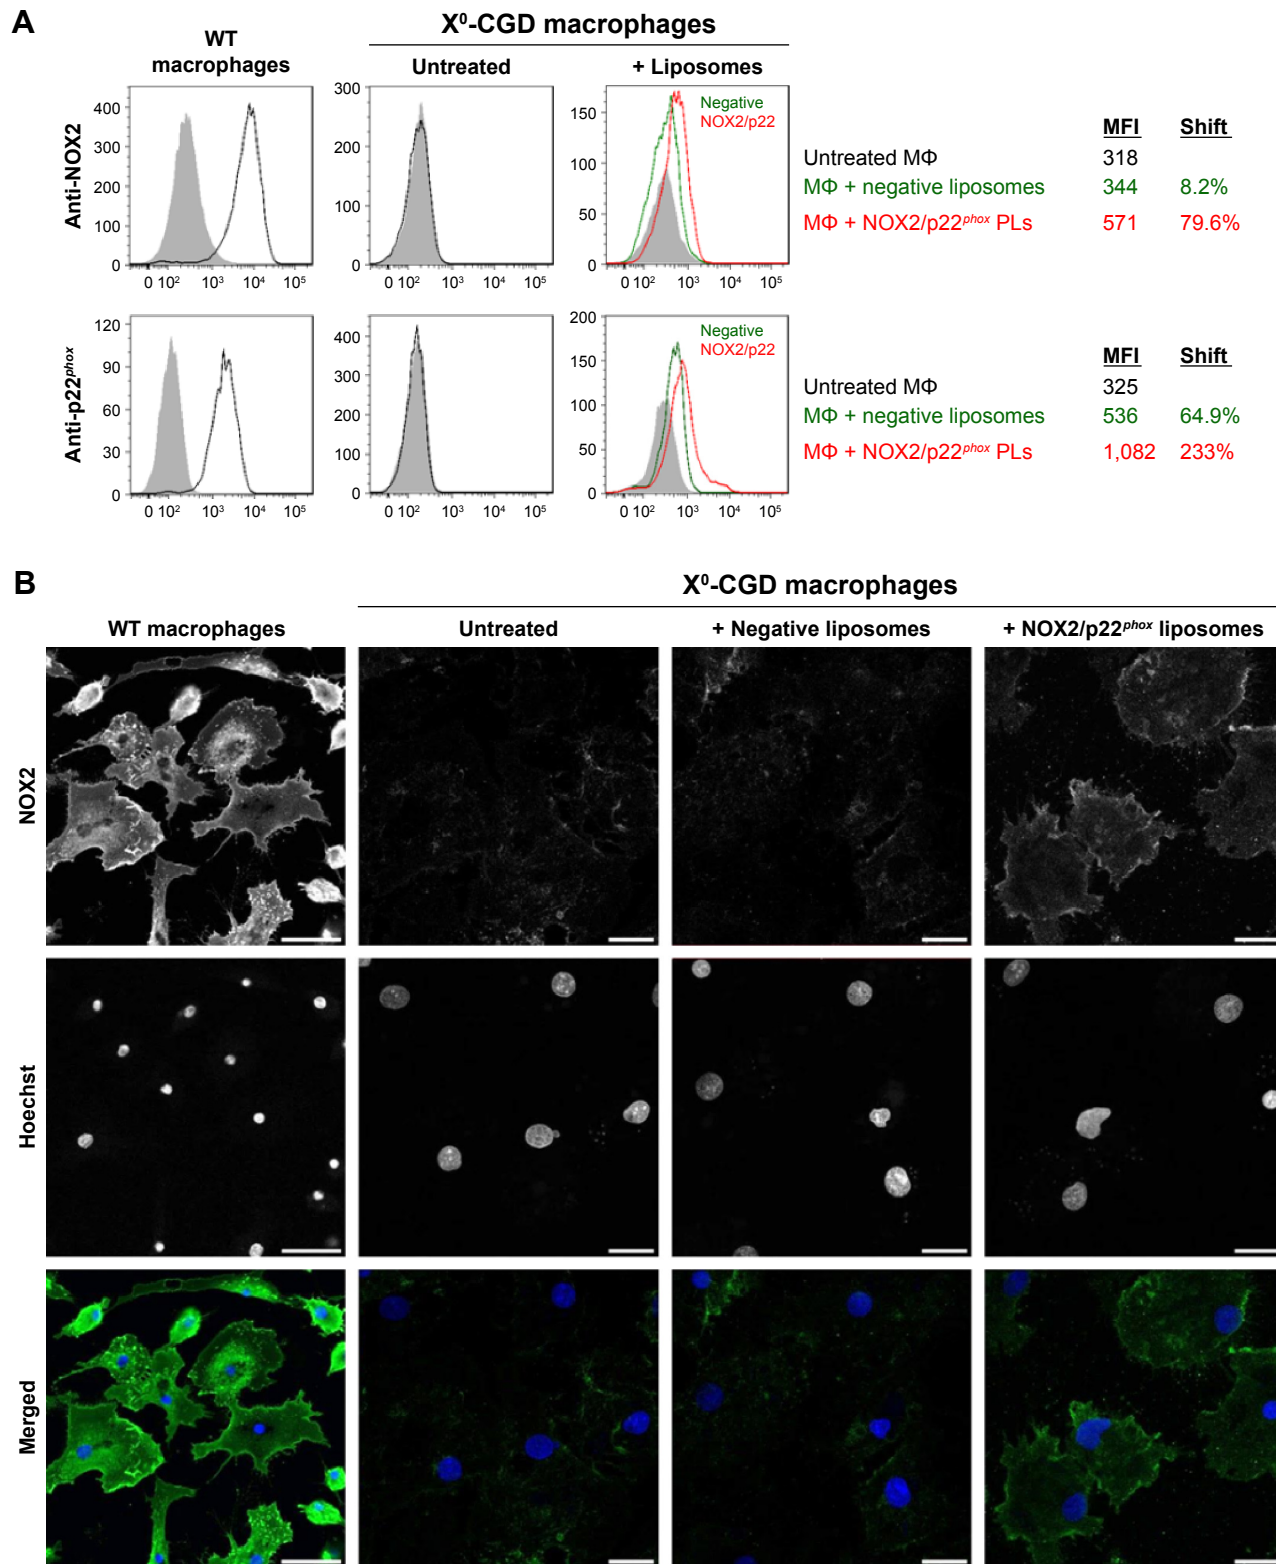 A
X⁰-CGD macrophages
WT
macrophages
Untreated
+ Liposomes
Anti-NOX2
400
300
200
100
0
0 10² 10³ 10⁴ 10⁵
300
200
100
0
0 10² 10³ 10⁴ 10⁵
150
100
50
0
0 10² 10³ 10⁴ 10⁵
Negative
NOX2/p22
MFI Shift
Untreated MΦ 318
MΦ + negative liposomes 344 8.2%
MΦ + NOX2/p22phox PLs 571 79.6%
Anti-p22phox
120
90
60
30
0
0 10² 10³ 10⁴ 10⁵
400
300
200
100
0
0 10² 10³ 10⁴ 10⁵
200
150
100
50
0
0 10² 10³ 10⁴ 10⁵
Negative
NOX2/p22
MFI Shift
Untreated MΦ 325
MΦ + negative liposomes 536 64.9%
MΦ + NOX2/p22phox PLs 1,082 233%
B
X⁰-CGD macrophages
WT macrophages
Untreated
+ Negative liposomes
+ NOX2/p22phox liposomes
NOX2
Hoechst
Merged